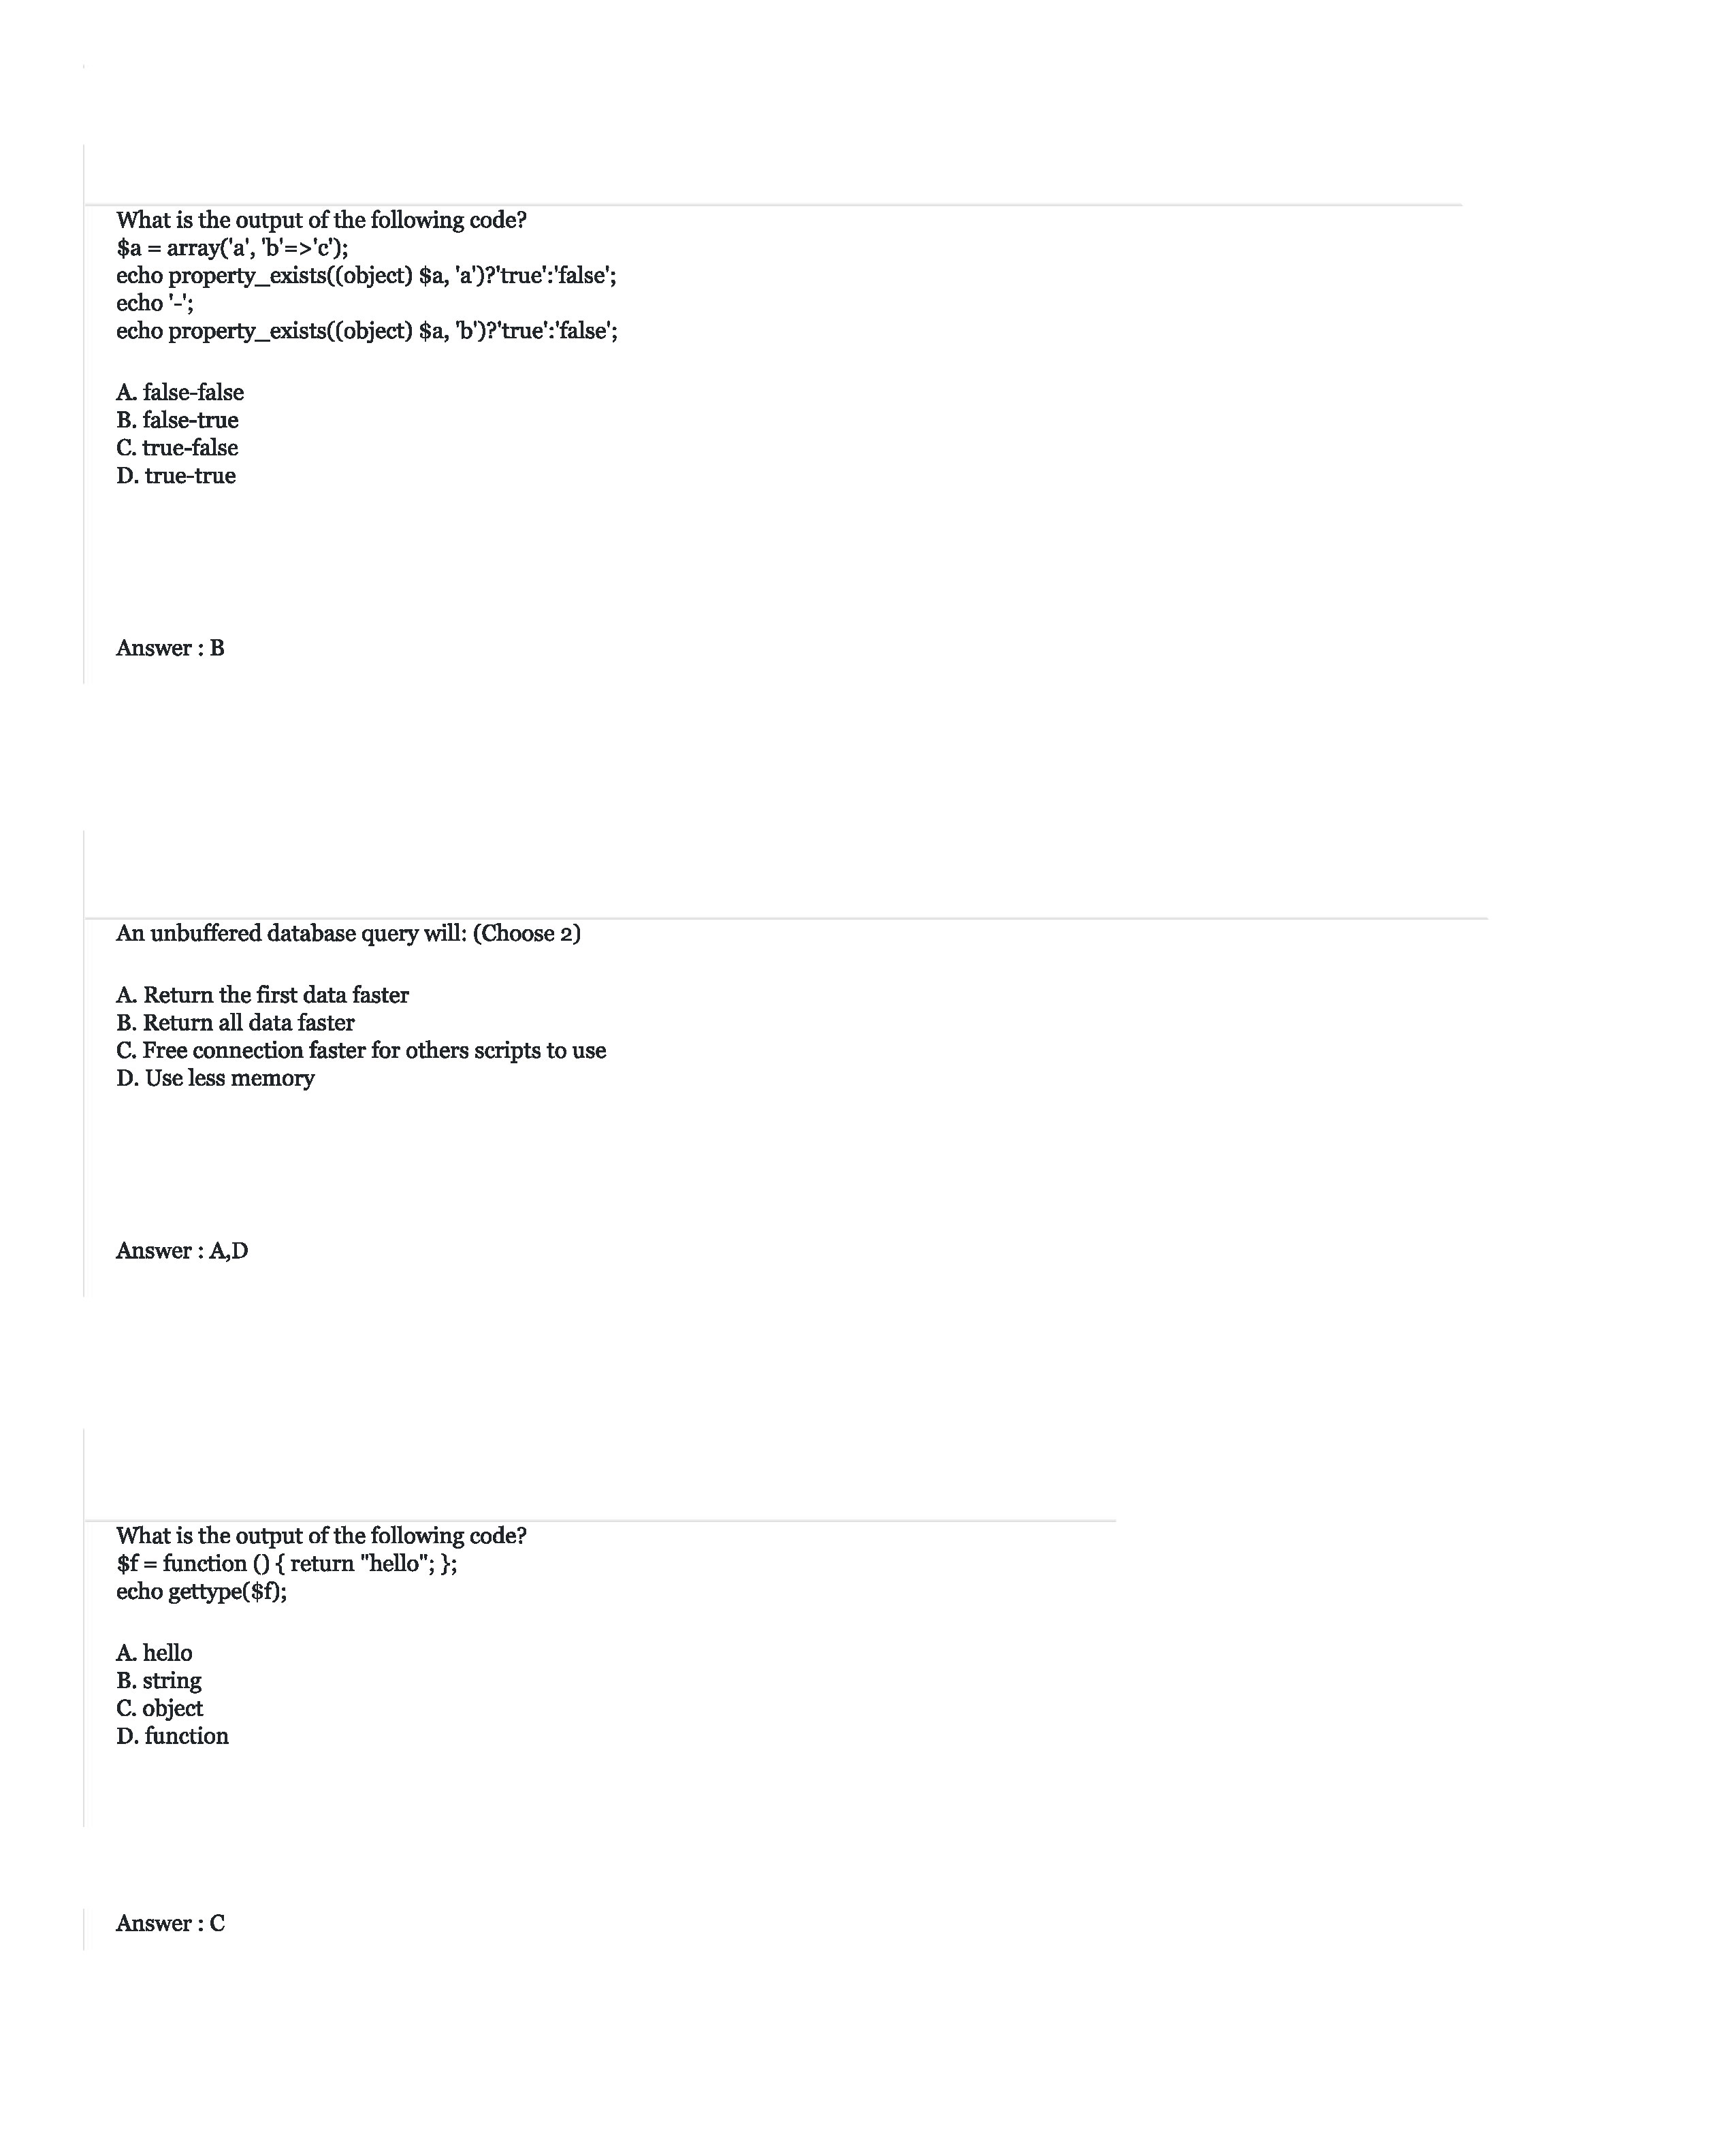 What is the output of the following code?
$a = array('a', 'b'=>'c');
echo property_exists((object) $a, 'a')?'true':'false';
echo '-';
echo property_exists((object) $a, 'b')?'true':'false';
A. false-false
B. false-true
C. true-false
D. true-true
Answer : B
An unbuffered database query will: (Choose 2)
A. Return the first data faster
B. Return all data faster
C. Free connection faster for others scripts to use
D. Use less memory
Answer : A,D
What is the output of the following code?
$f = function () { return "hello"; };
echo gettype($f);
A. hello
B. string
C. object
D. function
Answer : C